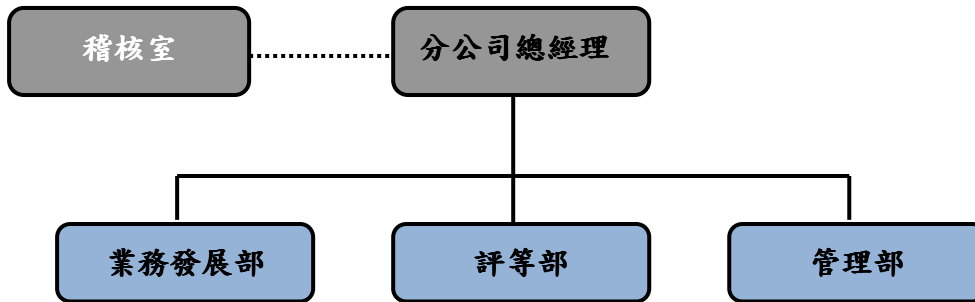 稽核室
分公司總經理
業務發展部
評等部
管理部